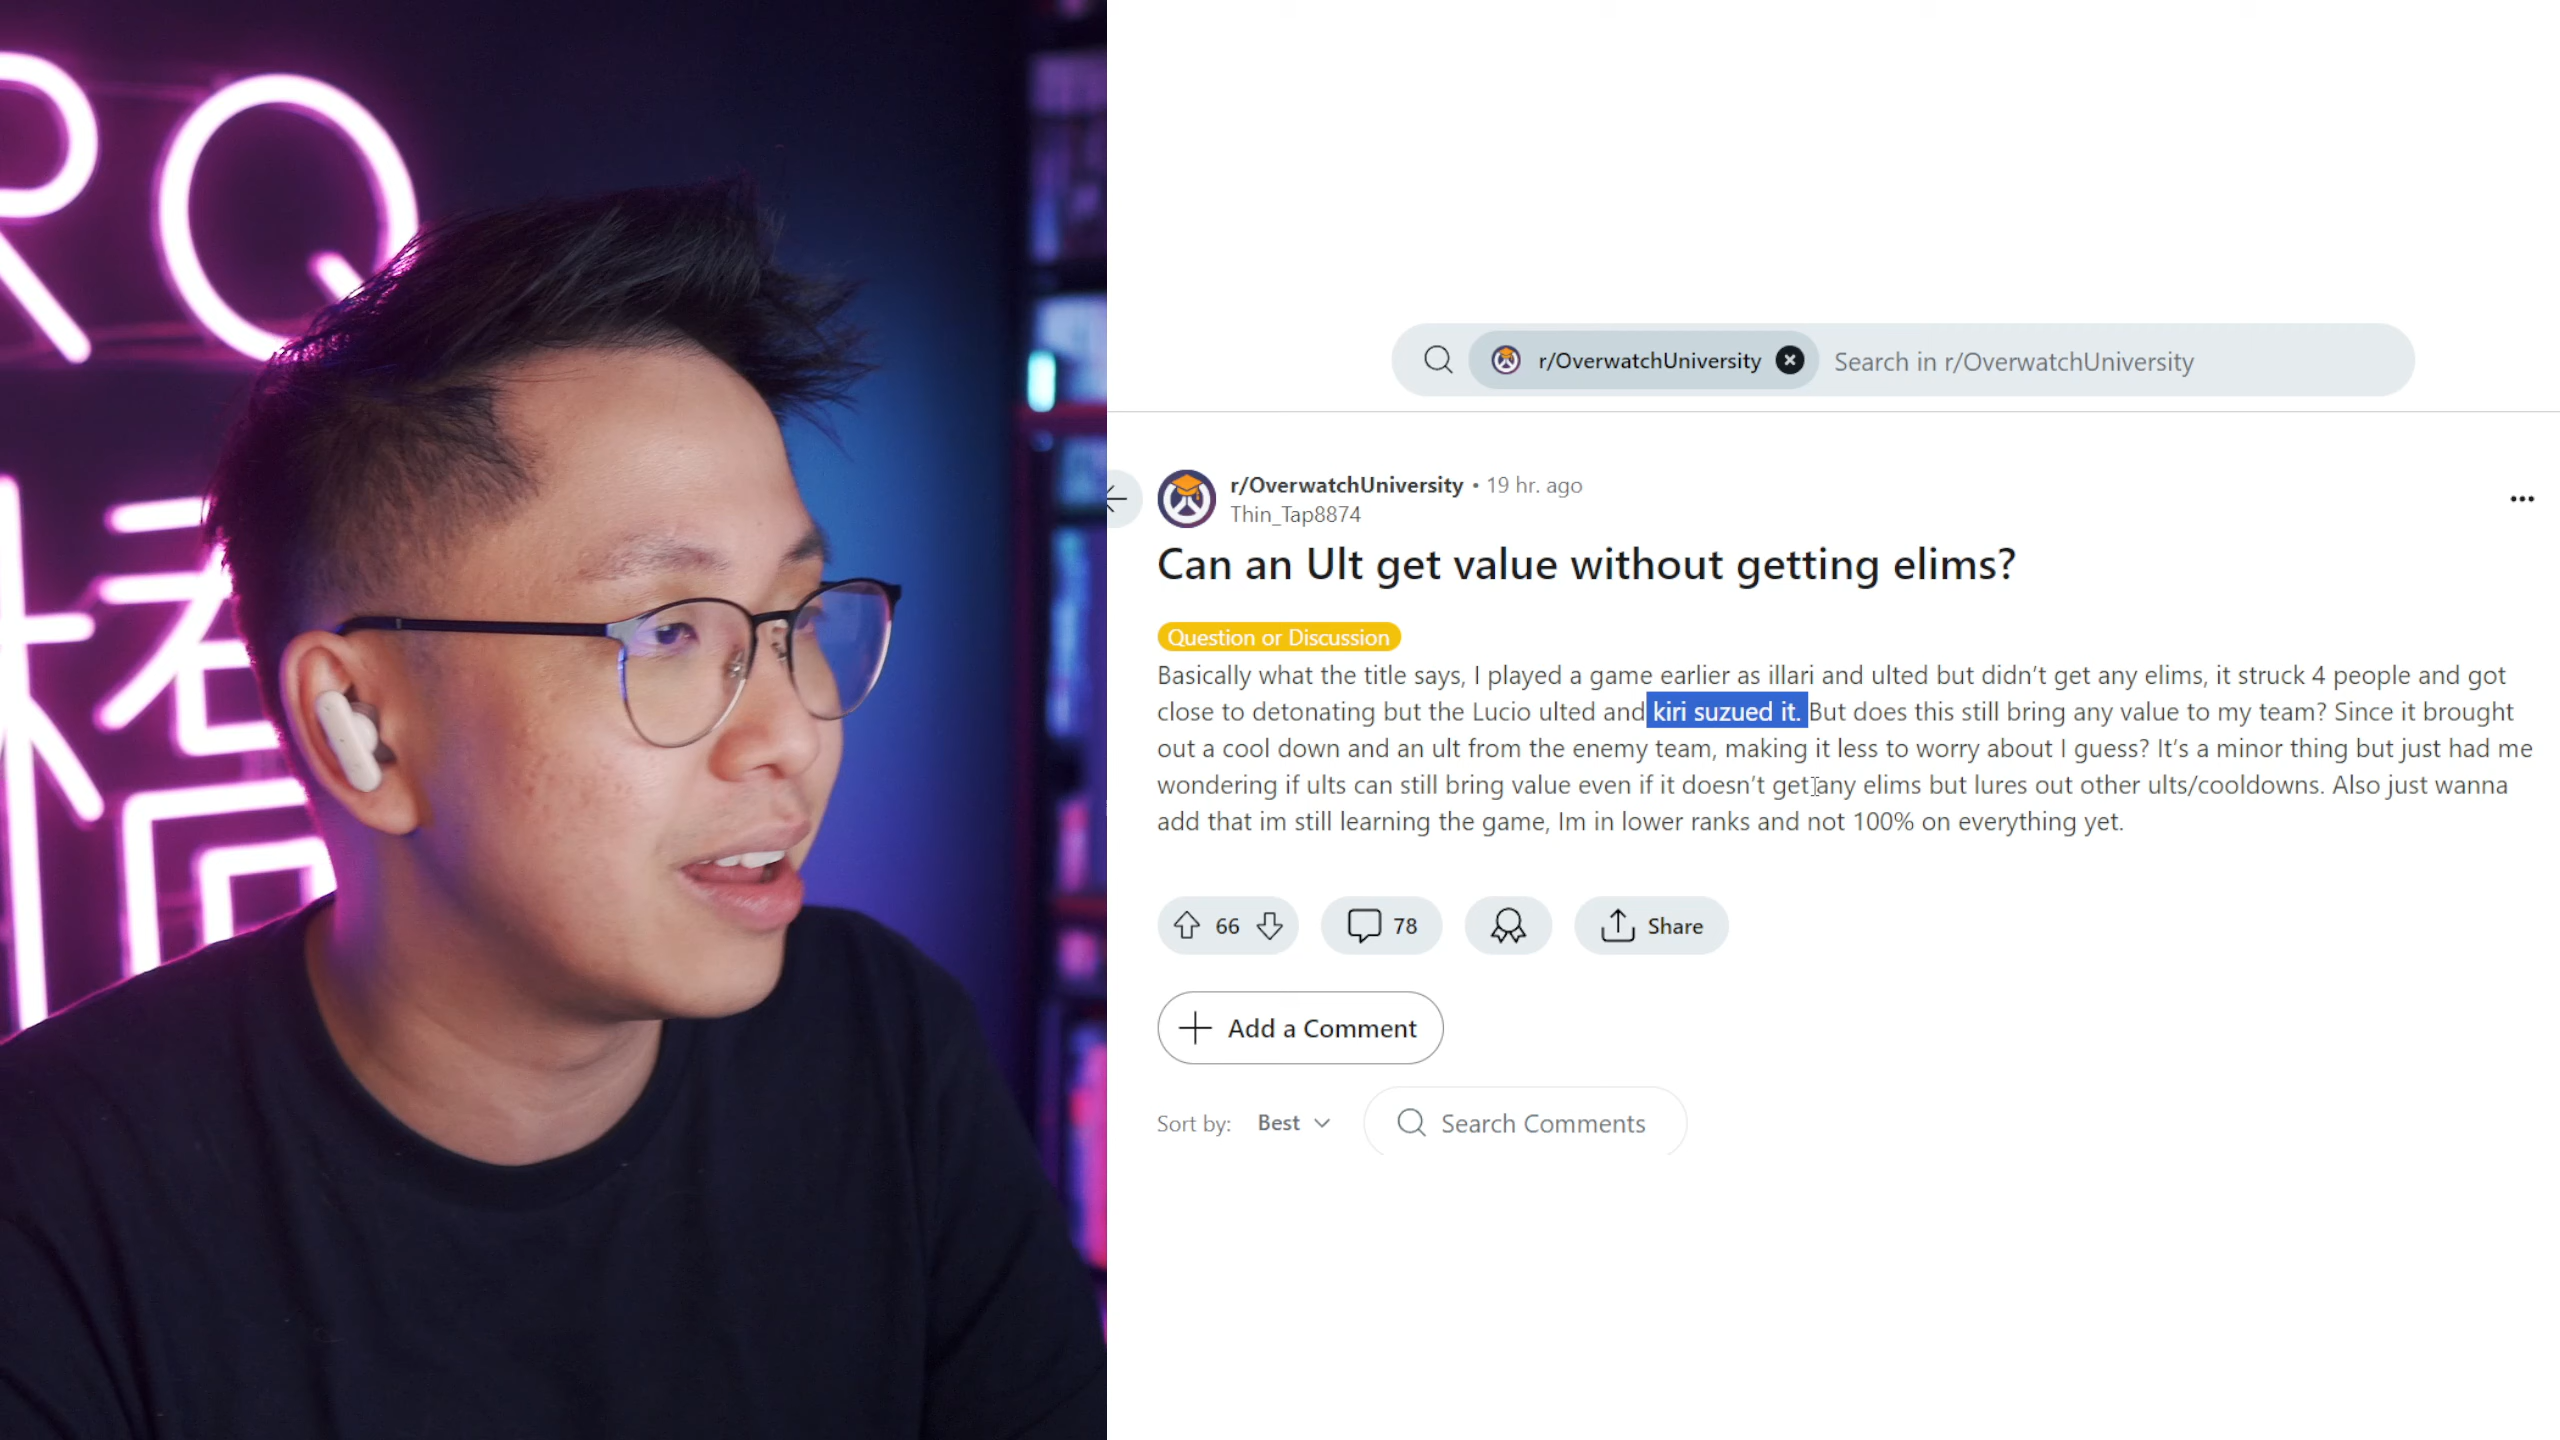 RQ
r/OverwatchUniversity
Search in r/OverwatchUniversity
r/OverwatchUniversity • 19 hr. ago
Thin_Tap8874
Can an Ult get value without getting elims?
Question or Discussion
Basically what the title says, I played a game earlier as illari and ulted but didn’t get any elims, it struck 4 people and got
close to detonating but the Lucio ulted and kiri suzued it. But does this still bring any value to my team? Since it brought
out a cool down and an ult from the enemy team, making it less to worry about I guess? It’s a minor thing but just had me
wondering if ults can still bring value even if it doesn’t get any elims but lures out other ults/cooldowns. Also just wanna
add that im still learning the game, Im in lower ranks and not 100% on everything yet.
66
78
Share
Add a Comment
Sort by: Best
Search Comments